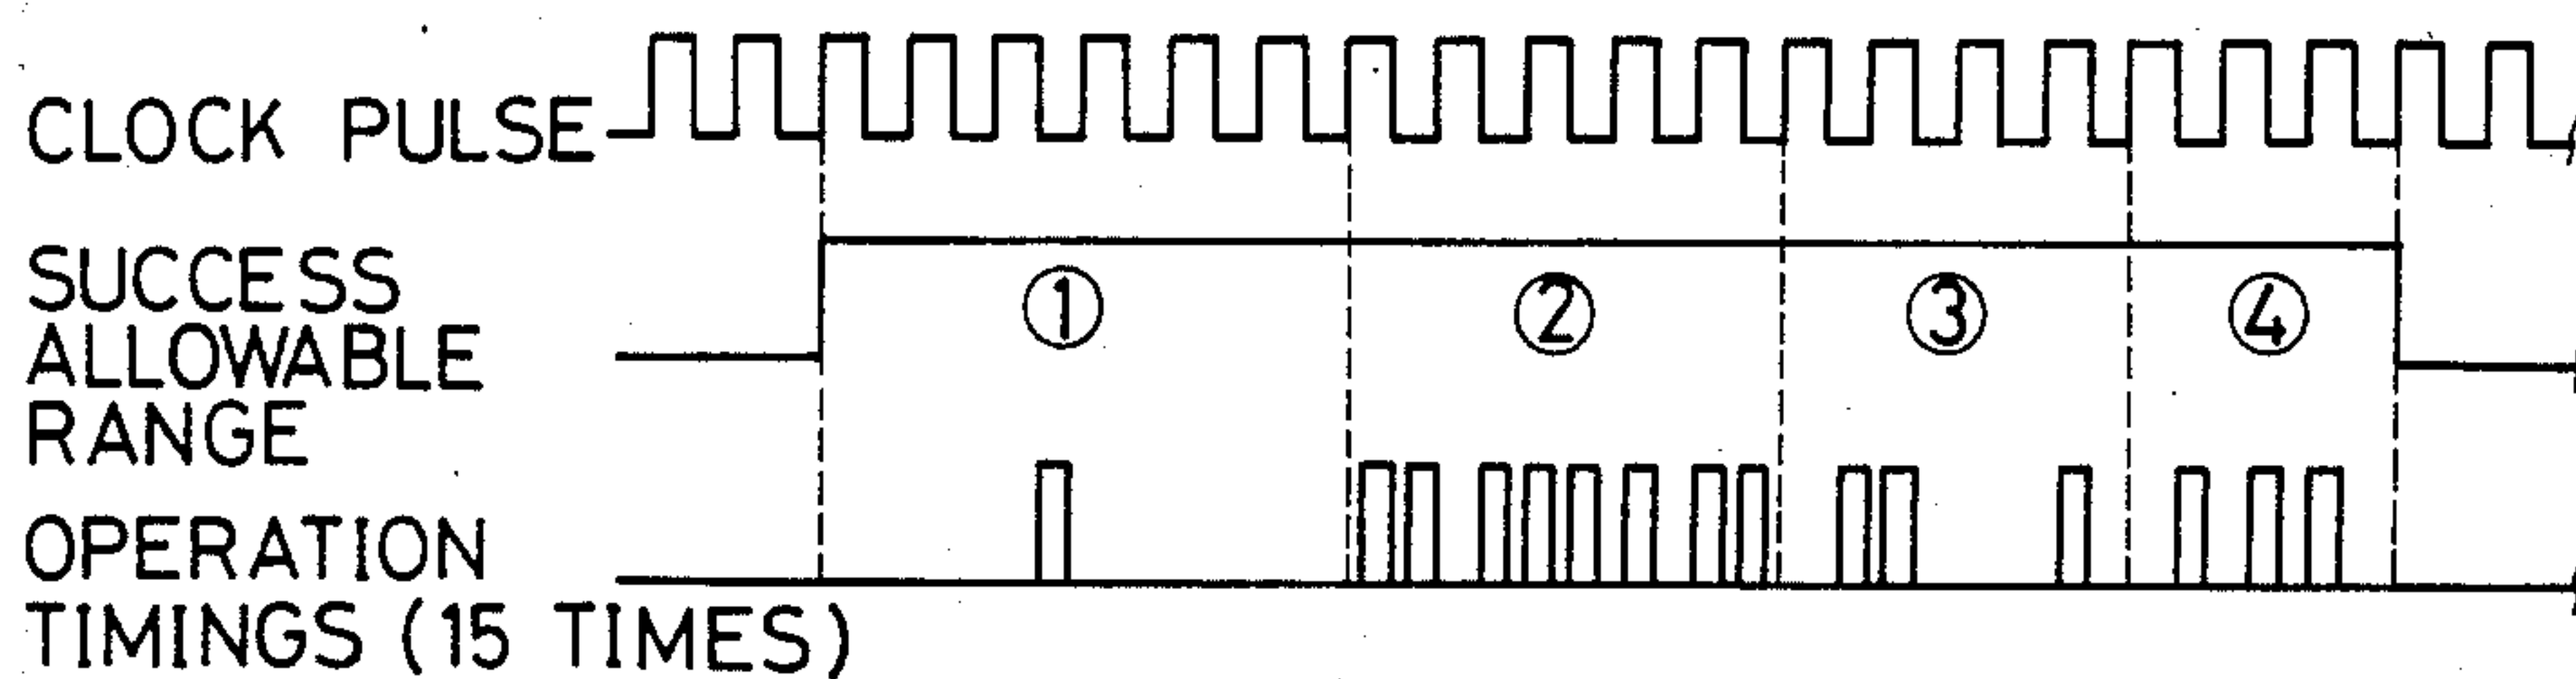 CLOCK PULSE
SUCCESS
ALLOWABLE
RANGE
① ② ③ ④
OPERATION
TIMINGS (15 TIMES)